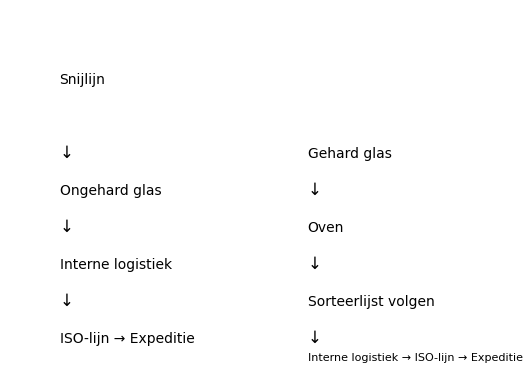 Snijlijn
↓
Ongehard glas
↓
Interne logistiek
↓
ISO-lijn → Expeditie
Gehard glas
↓
Oven
↓
Sorteerlijst volgen
↓
Interne logistiek → ISO-lijn → Expeditie